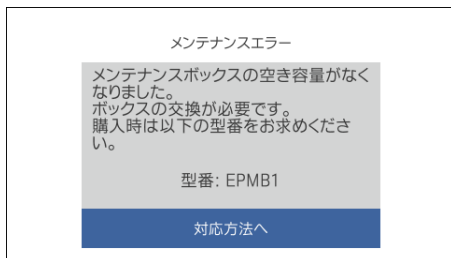 メンテナンスエラー
メンテナンスボックスの空き容量がなく
なりました。
ボックスの交換が必要です。
購入時は以下の型番をお求めくださ
い。
型番: EPMB1
対応方法へ